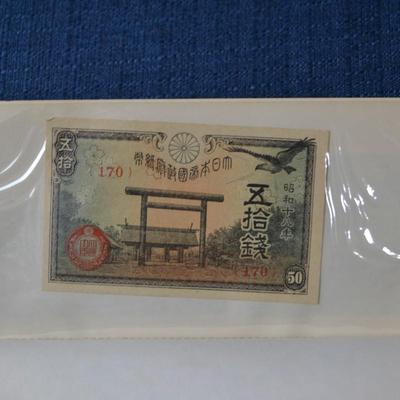 大日本帝國政府紙幣
五拾
(170)
五拾錢
昭和十八年
(170)
50